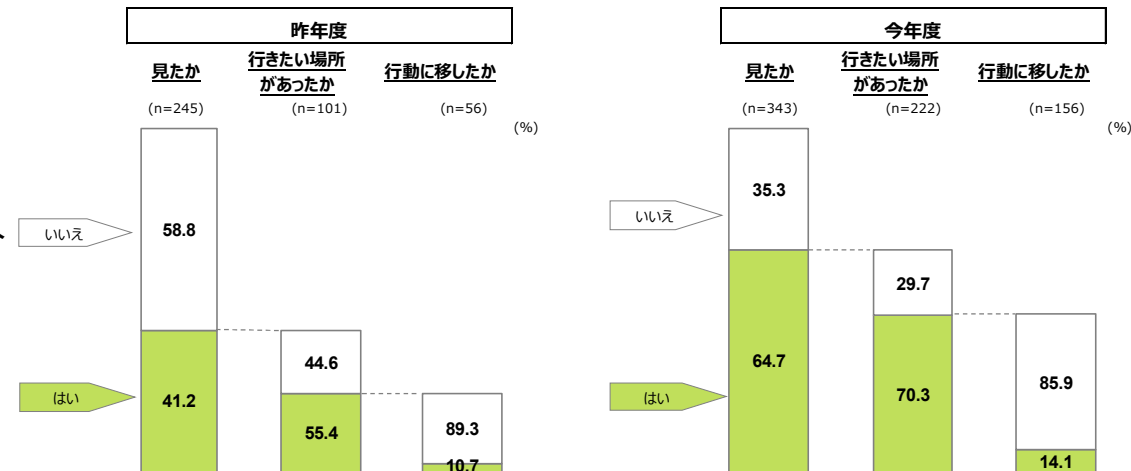 昨年度
見たか
行きたい場所
があったか
行動に移したか
(n=245)
(n=101)
(n=56)
(%)
いいえ
58.8
44.6
はい
41.2
55.4
89.3
10.7
今年度
見たか
行きたい場所
があったか
行動に移したか
(n=343)
(n=222)
(n=156)
(%)
いいえ
35.3
29.7
はい
64.7
70.3
85.9
14.1